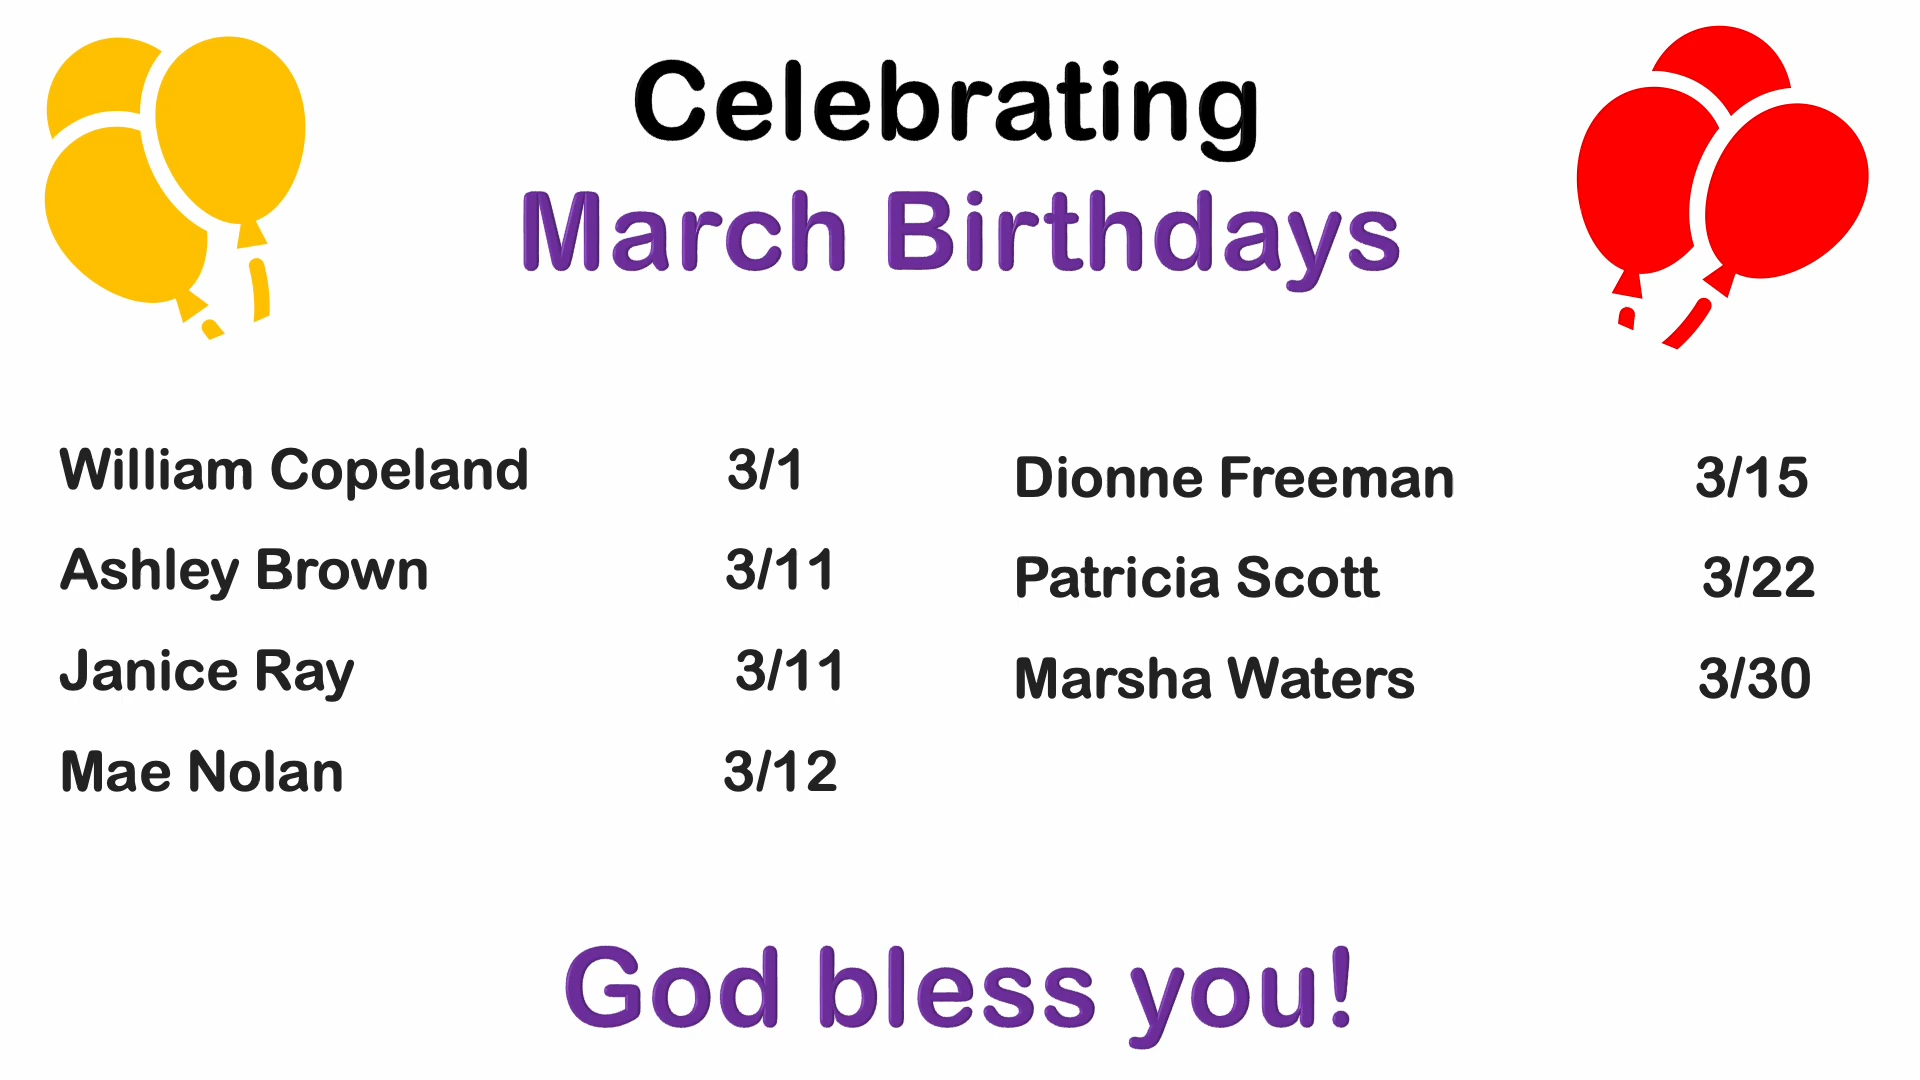 Celebrating
March Birthdays
William Copeland 3/1
Ashley Brown 3/11
Janice Ray 3/11
Mae Nolan 3/12
Dionne Freeman 3/15
Patricia Scott 3/22
Marsha Waters 3/30
God bless you!